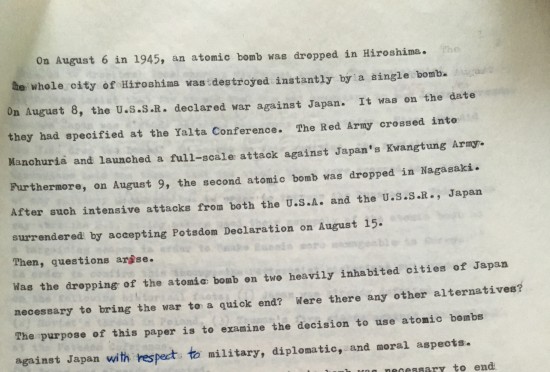 On August 6 in 1945, an atomic bomb was dropped in Hiroshima.
The whole city of Hiroshima was destroyed instantly by a single bomb.
On August 8, the U.S.S.R. declared war against Japan. It was on the date
they had specified at the Yalta Conference. The Red Army crossed into
Manchuria and launched a full-scale attack against Japan's Kwangtung Army.
Furthermore, on August 9, the second atomic bomb was dropped in Nagasaki.
After such intensive attacks from both the U.S.A. and the U.S.S.R., Japan
surrendered by accepting Potsdom Declaration on August 15.
Then, questions arise.
Was the dropping of the atomic bomb on two heavily inhabited cities of Japan
necessary to bring the war to a quick end? Were there any other alternatives?
The purpose of this paper is to examine the decision to use atomic bombs
against Japan with respect to military, diplomatic, and moral aspects.
bomb was necessary to end